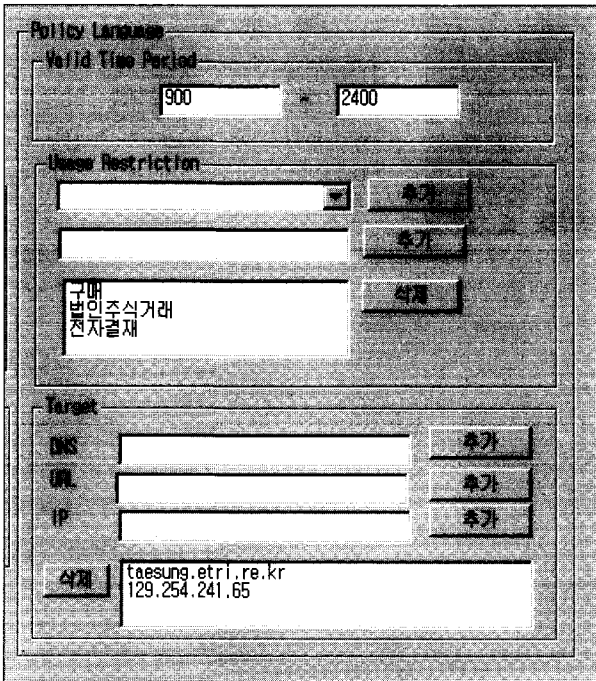 Policy Language
Valid Time Period
900 - 2400
Usage Restriction
추가
추가
구매
법인주식거래
전자결재
삭제
Target
DNS
추가
URL
추가
IP
추가
삭제
taesung.etri.re.kr
129.254.241.65